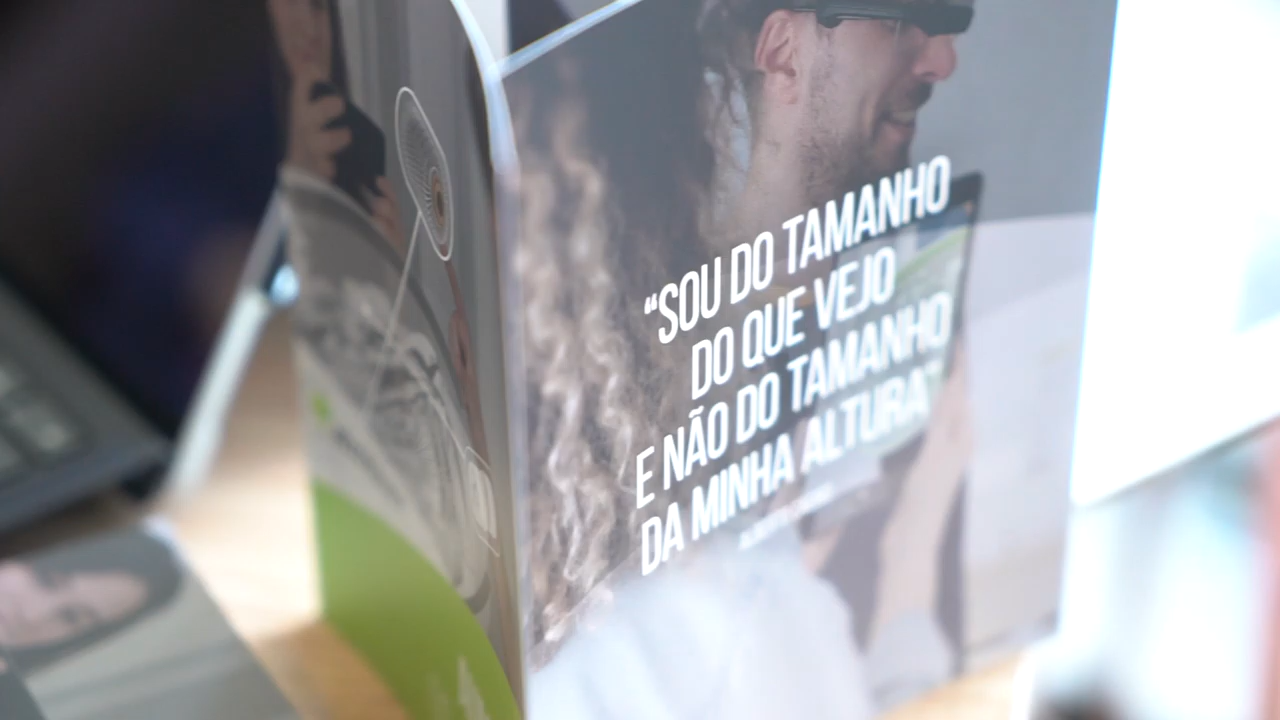 “SOU DO TAMANHO
DO QUE VEJO
E NÃO DO TAMANHO
DA MINHA ALTURA”